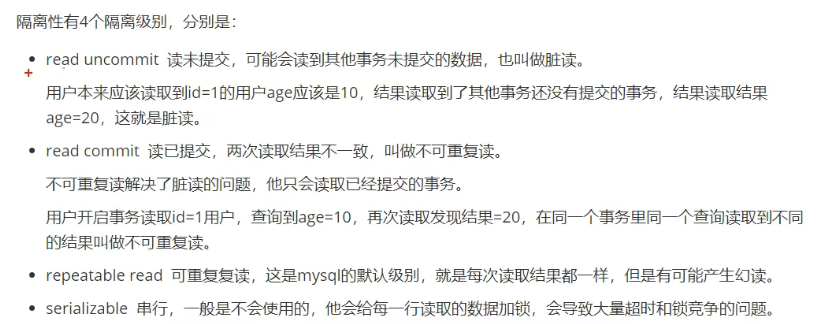 隔离性有4个隔离级别，分别是：
read uncommit 读未提交，可能会读到其他事务未提交的数据，也叫做脏读。
用户本来应该读取到id=1的用户age应该是10，结果读取到了其他事务还没有提交的事务，结果读取结果
age=20，这就是脏读。
read commit 读已提交，两次读取结果不一致，叫做不可重复读。
不可重复读解决了脏读的问题，他只会读取已经提交的事务。
用户开启事务读取id=1用户，查询到age=10，再次读取发现结果=20，在同一个事务里同一个查询读取到不同
的结果叫做不可重复读。
repeatable read 可重复复读，这是mysql的默认级别，就是每次读取结果都一样，但是有可能产生幻读。
serializable 串行，一般是不会使用的，他会给每一行读取的数据加锁，会导致大量超时和锁竞争的问题。